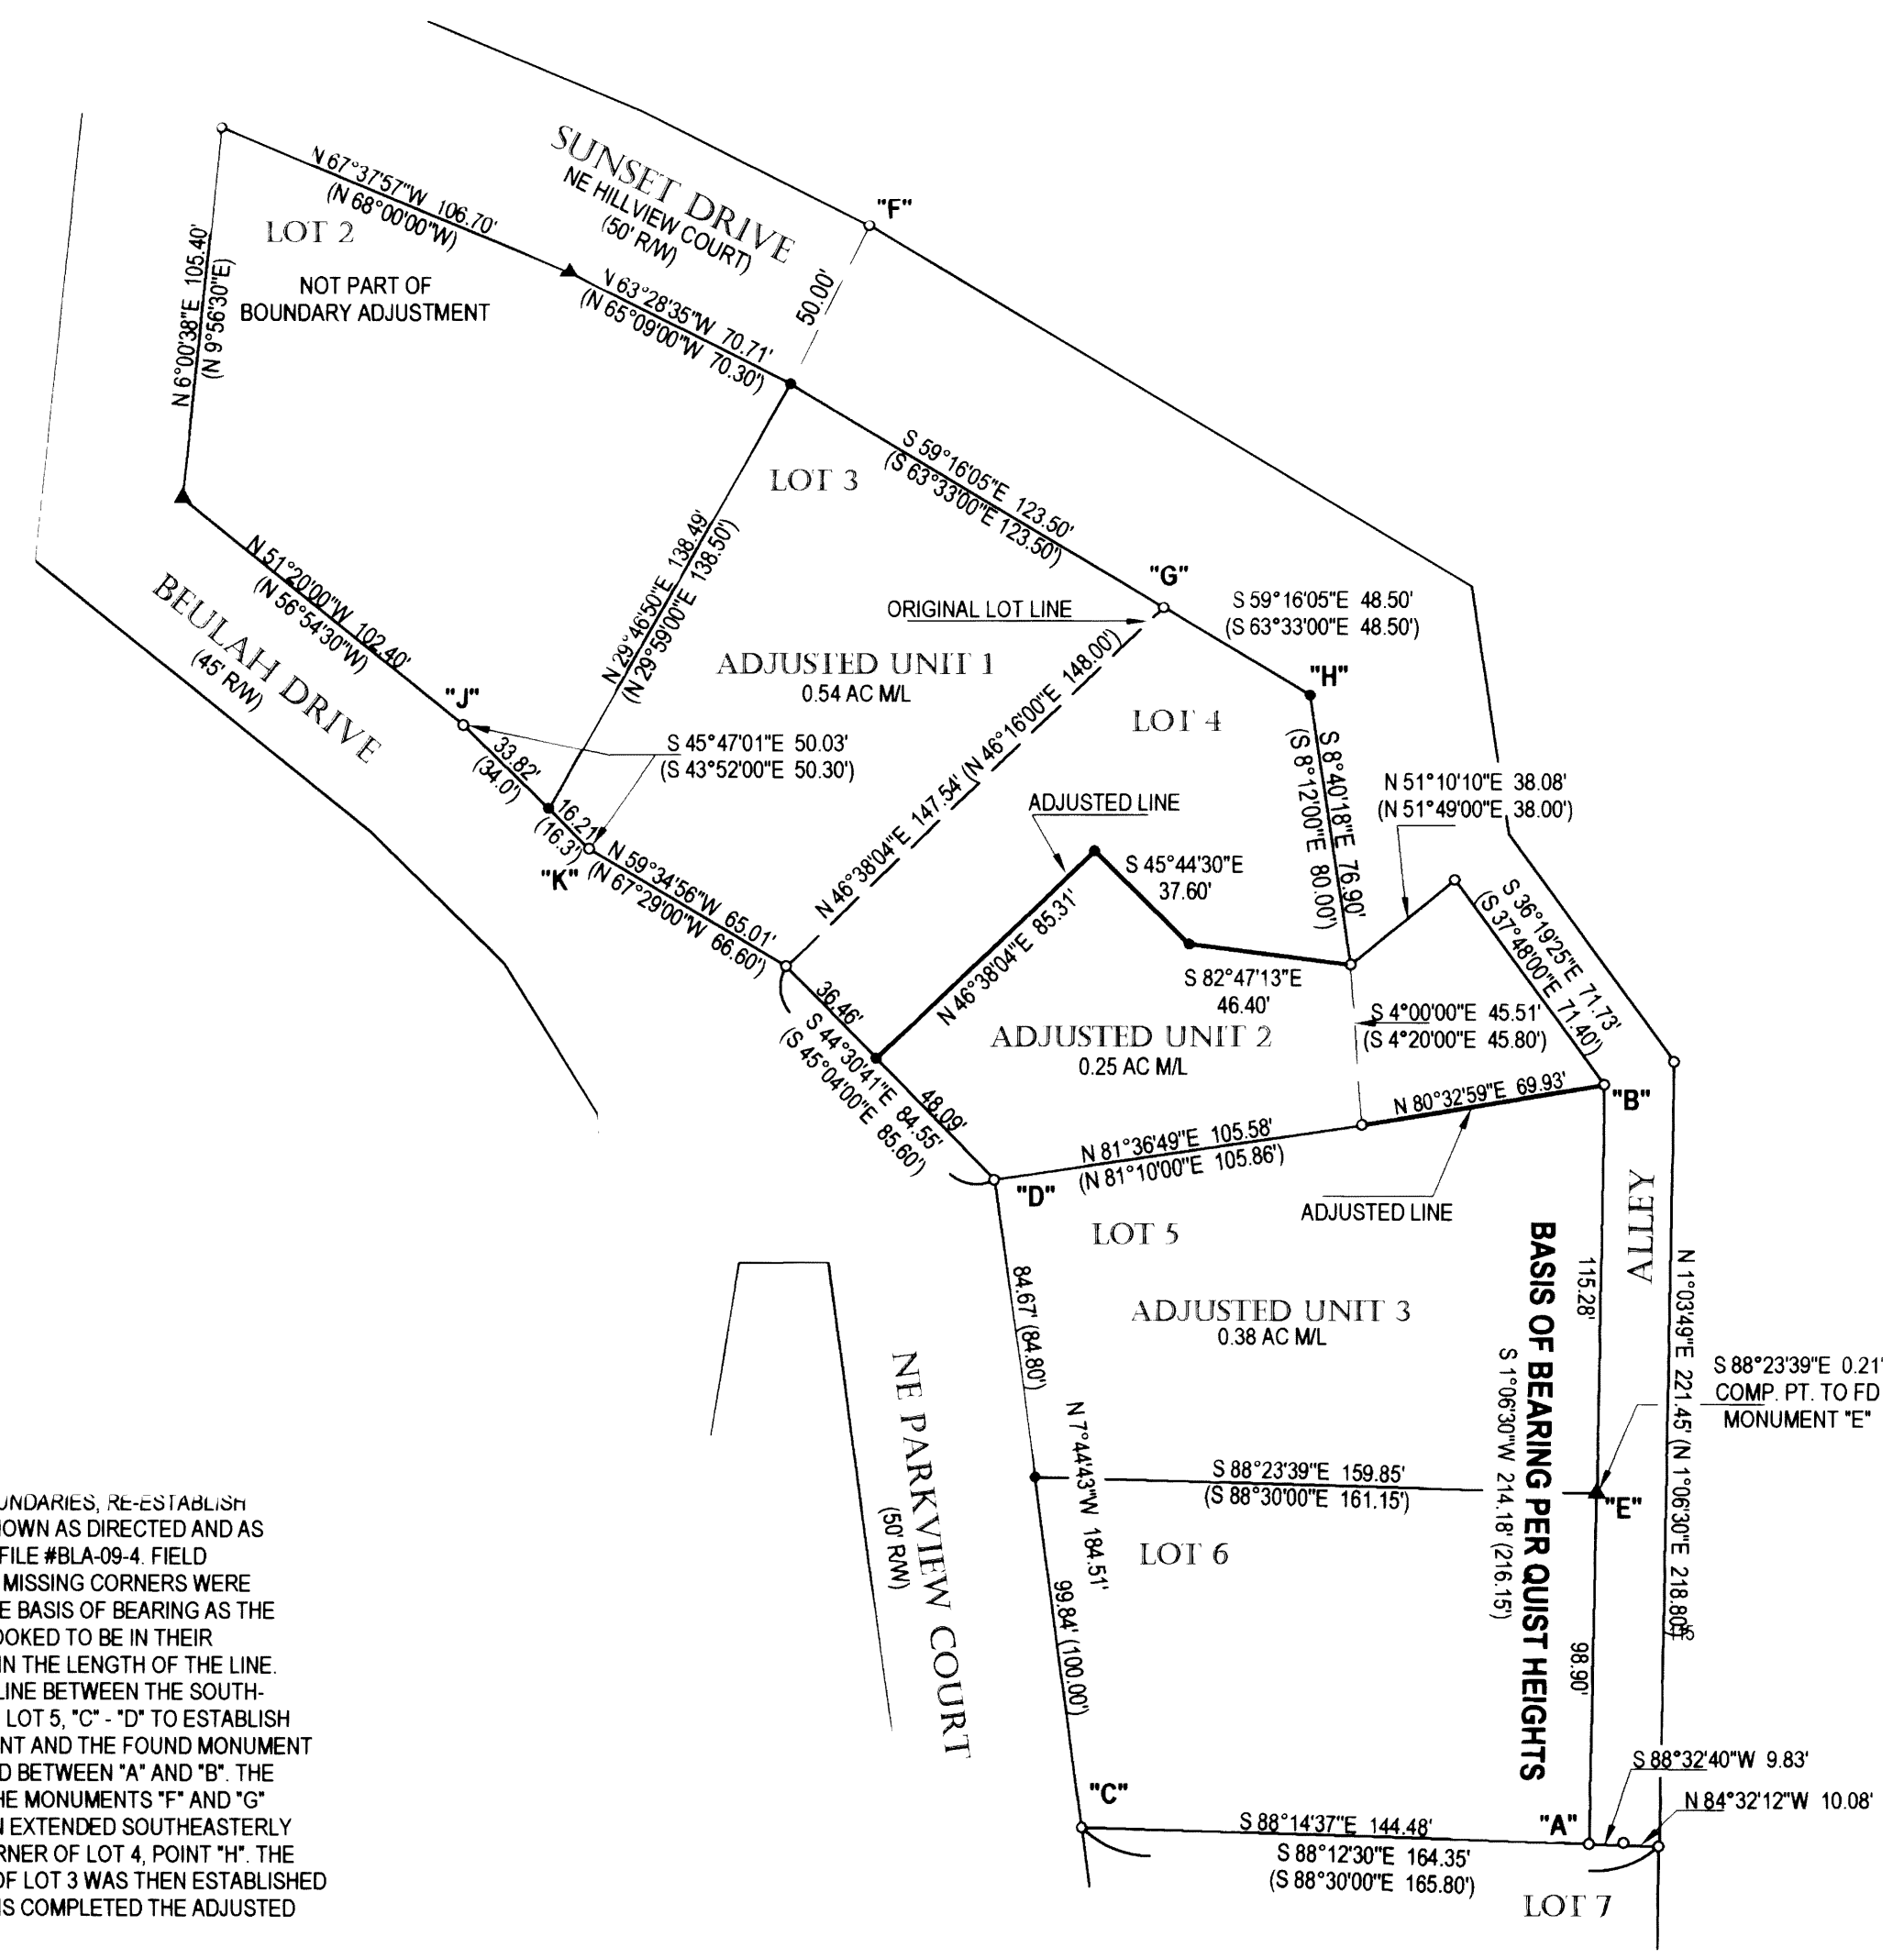 SUNSET DRIVE
NE HILLVIEW COURT)
(50' R/W)
"F"
50.00'
N 67°37'57"W 106.70'
(N 68°00'00"W)
LOT 2
NOT PART OF
BOUNDARY ADJUSTMENT
N 63°28'35"W 70.71'
(N 65°09'00"W 70.30')
N 6°00'38"E 105.40'
(N 9°56'30"E)
LOT 3
S 59°16'05"E 123.50'
(S 63°33'00"E 123.50')
N 51°20'00"W 102.40'
(N 56°54'30"W)
BEULAH DRIVE
(45' R/W)
N 29°46'50"E 138.49'
(N 29°59'00"E 138.50')
"G"
ORIGINAL LOT LINE
S 59°16'05"E 48.50'
(S 63°33'00"E 48.50')
ADJUSTED UNIT 1
0.54 AC M/L
"H"
"J"
LOT 4
S 45°47'01"E 50.03'
(S 43°52'00"E 50.30')
33.82'
(34.0')
16.21'
(16.3')
"K"
N 46°38'04"E 147.54' (N 46°16'00"E 148.00')
S 8°40'18"E 76.90'
(S 8°12'00"E 80.00')
N 51°10'10"E 38.08'
(N 51°49'00"E 38.00')
ADJUSTED LINE
N 59°34'56"W 65.01'
(N 67°29'00"W 66.60')
S 45°44'30"E
37.60'
N 46°38'04"E 85.31'
S 82°47'13"E
46.40'
S 36°19'25"E 71.73'
(S 37°48'00"E 71.40')
36.46'
S 44°30'41"E 84.55'
(S 45°04'00"E 85.60')
48.09'
ADJUSTED UNIT 2
0.25 AC M/L
S 4°00'00"E 45.51'
(S 4°20'00"E 45.80')
N 80°32'59"E 69.93'
"B"
N 81°36'49"E 105.58'
(N 81°10'00"E 105.86')
"D"
ADJUSTED LINE
LOT 5
ALLEY
84.67' (84.80')
ADJUSTED UNIT 3
0.38 AC M/L
115.28'
BASIS OF BEARING PER QUIST HEIGHTS
S 1°06'30"W 214.18' (216.15')
N 1°03'49"E 221.45' (N 1°06'30"E 218.80')
S 88°23'39"E 0.21'
COMP. PT. TO FD
MONUMENT "E"
NE PARKVIEW COURT
(50' R/W)
N 7°44'43"W 184.51'
S 88°23'39"E 159.85'
(S 88°30'00"E 161.15')
"E"
LOT 6
99.84' (100.00')
98.90'
S 88°32'40"W 9.83'
N 84°32'12"W 10.08'
"C"
"A"
S 88°14'37"E 144.48'
S 88°12'30"E 164.35'
(S 88°30'00"E 165.80')
LOT 7
UNDARIES, RE-ESTABLISH
OWN AS DIRECTED AND AS
FILE #BLA-09-4. FIELD
MISSING CORNERS WERE
E BASIS OF BEARING AS THE
OOKED TO BE IN THEIR
IN THE LENGTH OF THE LINE.
LINE BETWEEN THE SOUTH-
LOT 5, "C" - "D" TO ESTABLISH
NT AND THE FOUND MONUMENT
D BETWEEN "A" AND "B". THE
HE MONUMENTS "F" AND "G"
N EXTENDED SOUTHEASTERLY
RNER OF LOT 4, POINT "H". THE
OF LOT 3 WAS THEN ESTABLISHED
IS COMPLETED THE ADJUSTED